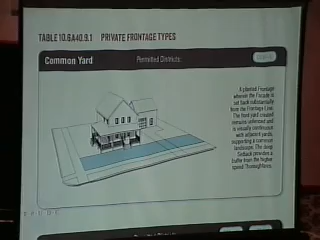 TABLE 10.6A40.9.1 PRIVATE FRONTAGE TYPES
Common Yard Permitted Districts
A planted Frontage
wherein the Facade is
set back substantially
from the Frontage Line.
The front yard created
remains unfenced and
is visually continuous
with adjacent yards,
supporting a common
landscape. The deep
Setback provides a
buffer from the higher
speed Thoroughfares.